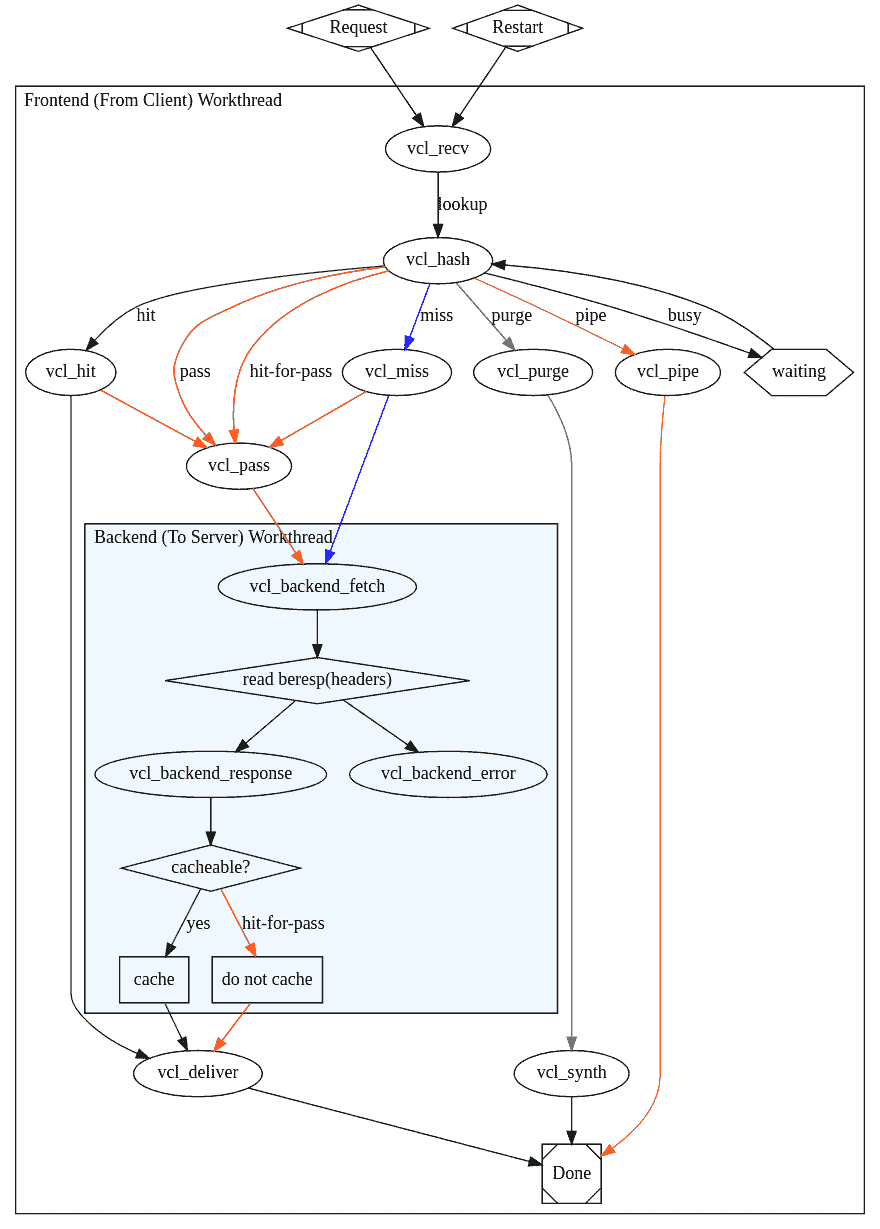 Request
Restart
Frontend (From Client) Workthread
vcl_recv
lookup
vcl_hash
hit
miss
purge
pipe
busy
pass
hit-for-pass
vcl_hit
vcl_miss
vcl_purge
vcl_pipe
waiting
vcl_pass
Backend (To Server) Workthread
vcl_backend_fetch
read beresp(headers)
vcl_backend_response
vcl_backend_error
cacheable?
yes
hit-for-pass
cache
do not cache
vcl_deliver
vcl_synth
Done